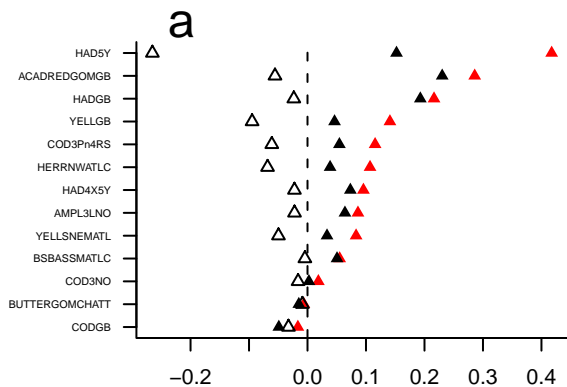 a
HAD5Y
ACADREDGOMGB
HADGB
YELLGB
COD3Pn4RS
HERRNWATLC
HAD4X5Y
AMPL3LNO
YELLSNEMATL
BSBASSMATLC
COD3NO
BUTTERGOMCHATT
CODGB
−0.2 0.0 0.1 0.2 0.3 0.4